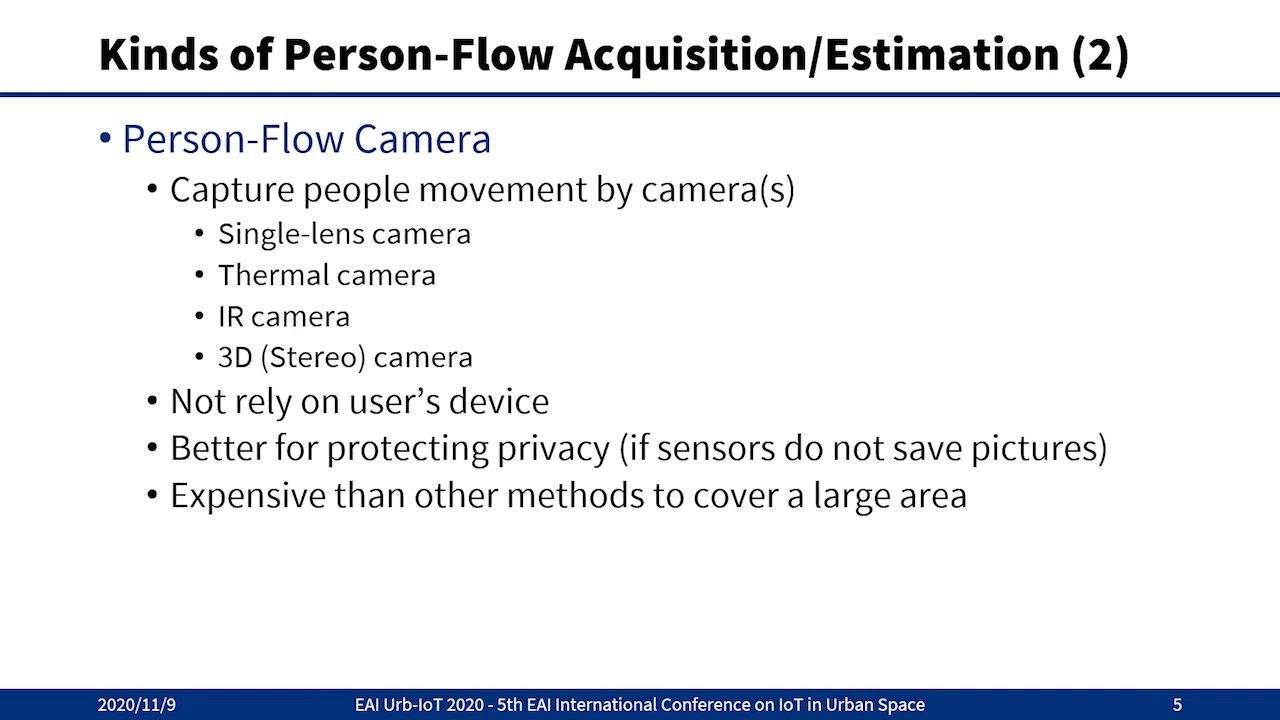 Kinds of Person-Flow Acquisition/Estimation (2)
• Person-Flow Camera
• Capture people movement by camera(s)
• Single-lens camera
• Thermal camera
• IR camera
• 3D (Stereo) camera
• Not rely on user’s device
• Better for protecting privacy (if sensors do not save pictures)
• Expensive than other methods to cover a large area
2020/11/9 EAI Urb-IoT 2020 - 5th EAI International Conference on IoT in Urban Space 5